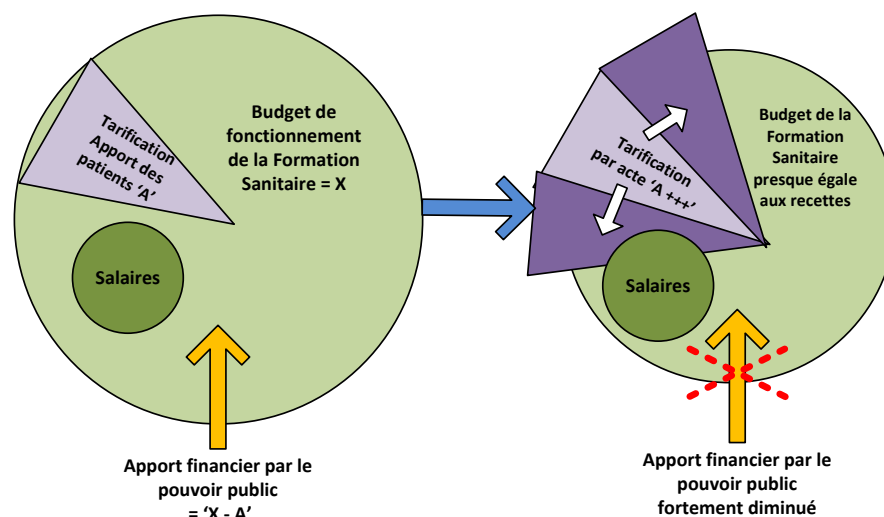 Budget de
fonctionnement
de la Formation
Sanitaire = X
Tarification
Apport des
patients ‘A’
Salaires
Apport financier par le
pouvoir public
= ‘X - A’
Budget de la
Formation
Sanitaire
presque égale
aux recettes
Tarification
par acte ‘A +++’
Salaires
Apport financier par le
pouvoir public
fortement diminué